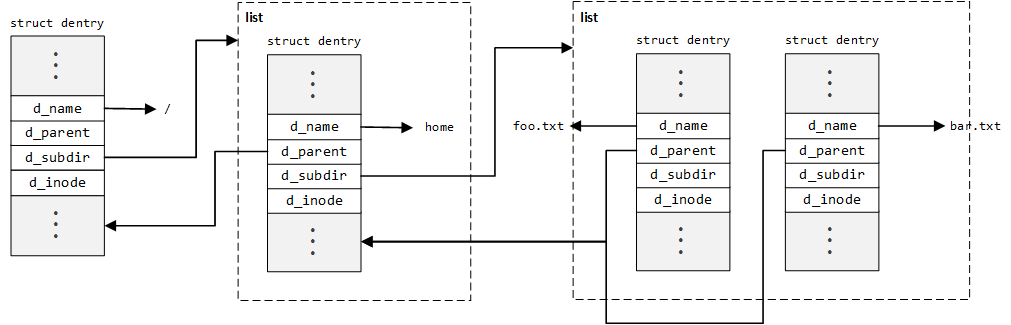 struct dentry
d_name
/
d_parent
d_subdir
d_inode
list
struct dentry
d_name
home
d_parent
d_subdir
d_inode
list
struct dentry
foo.txt
d_name
d_parent
d_subdir
d_inode
struct dentry
d_name
bar.txt
d_parent
d_subdir
d_inode